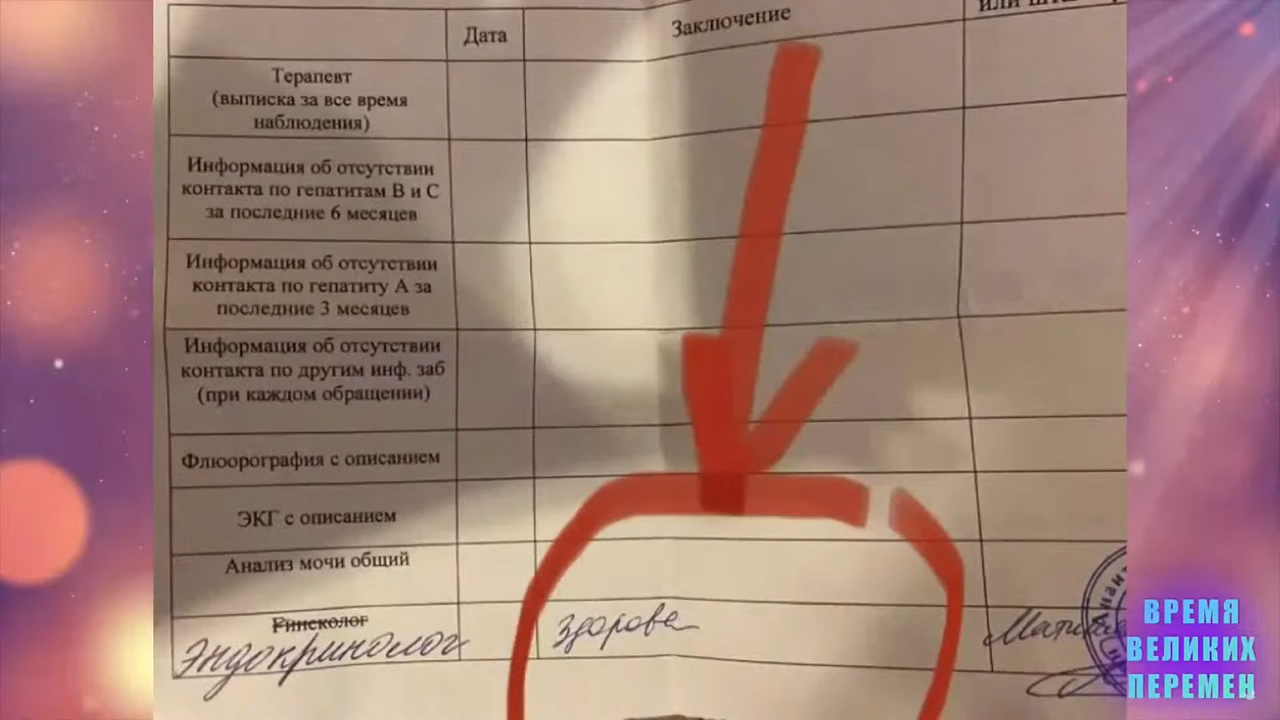 Дата
Заключение
или шта
Терапевт
(выписка за все время
наблюдения)
Информация об отсутствии
контакта по гепатитам В и С
за последние 6 месяцев
Информация об отсутствии
контакта по гепатиту А за
последние 3 месяцев
Информация об отсутствии
контакта по другим инф. заб
(при каждом обращении)
Флюорография с описанием
ЭКГ с описанием
Анализ мочи общий
Гинеколог
Эндокринолог
Здорова
ВРЕМЯ
ВЕЛИКИХ
ПЕРЕМЕН